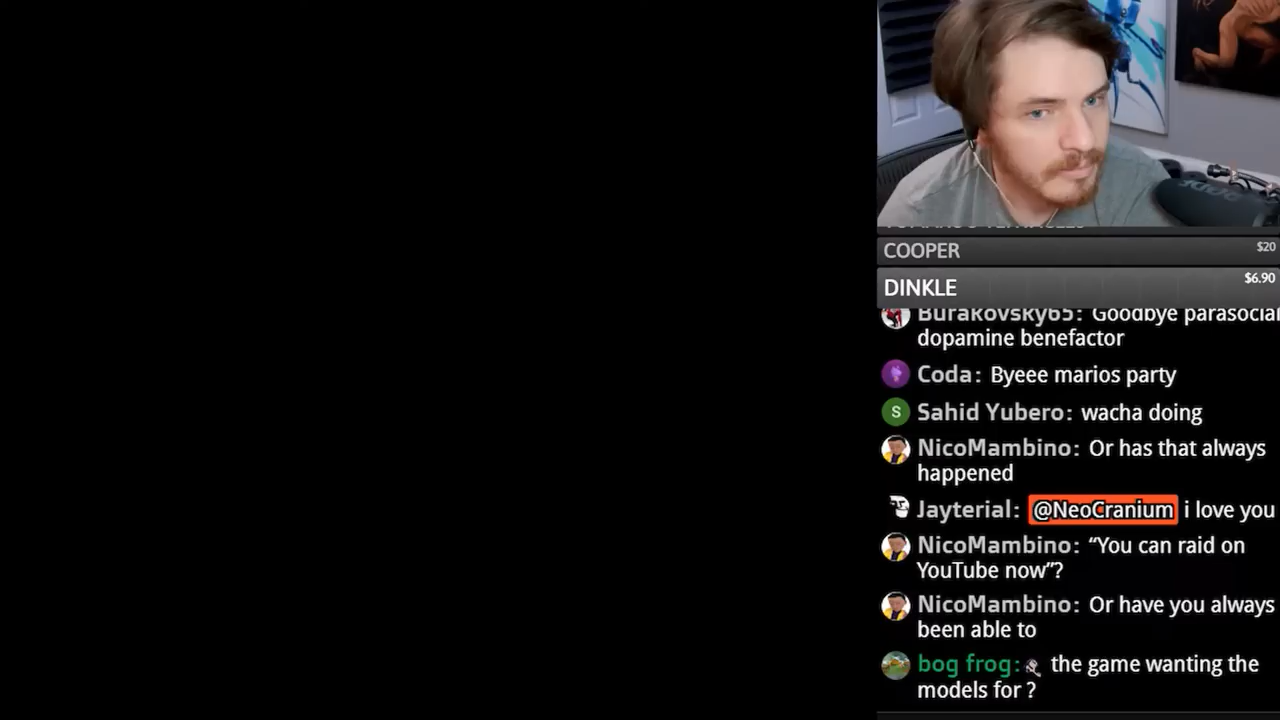 COOPER
$20
DINKLE
$6.90
Burakovsky65: Goodbye parasocial
dopamine benefactor
Coda: Byeee marios party
S
Sahid Yubero: wacha doing
NicoMambino: Or has that always
happened
Jayterial: @NeoCranium i love you
NicoMambino: “You can raid on
YouTube now”?
NicoMambino: Or have you always
been able to
bog frog: the game wanting the
models for ?